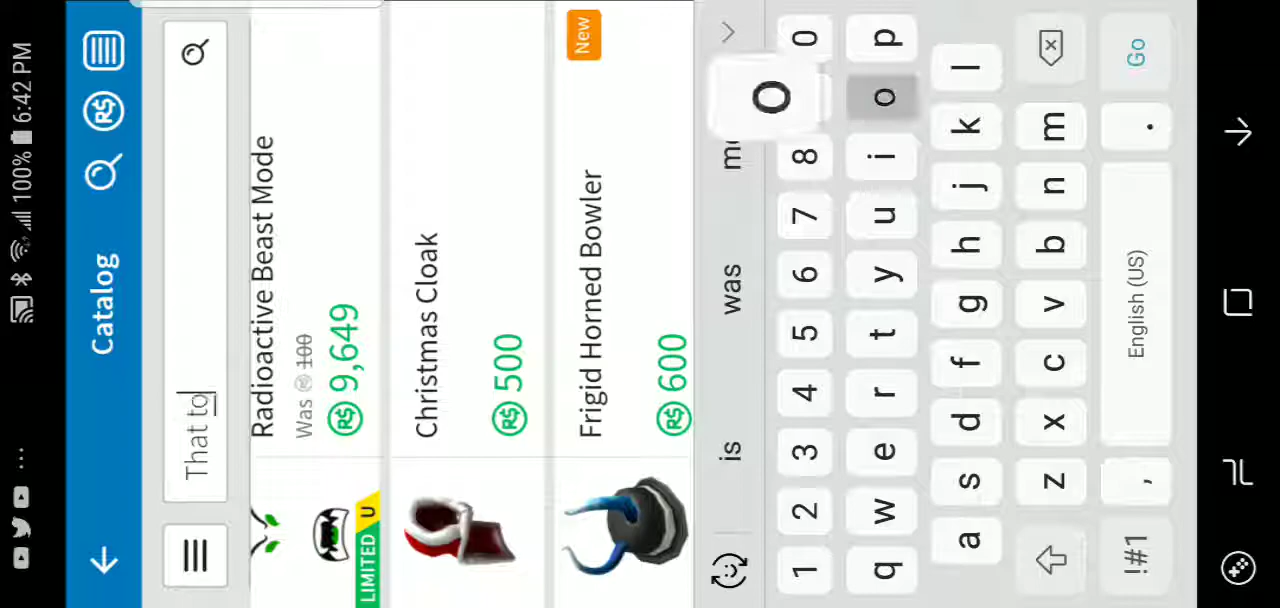 100% 6:42 PM
Catalog
That to
Radioactive Beast Mode
Was 100
R$ 9,649
LIMITED U
Christmas Cloak
R$ 500
New
Frigid Horned Bowler
R$ 600
is was
O
1 2 3 4 5 6 7 8 0
q w e r t y u i o p
a s d f g h j k l
z x c v b n m
!#1 , English (US) . Go